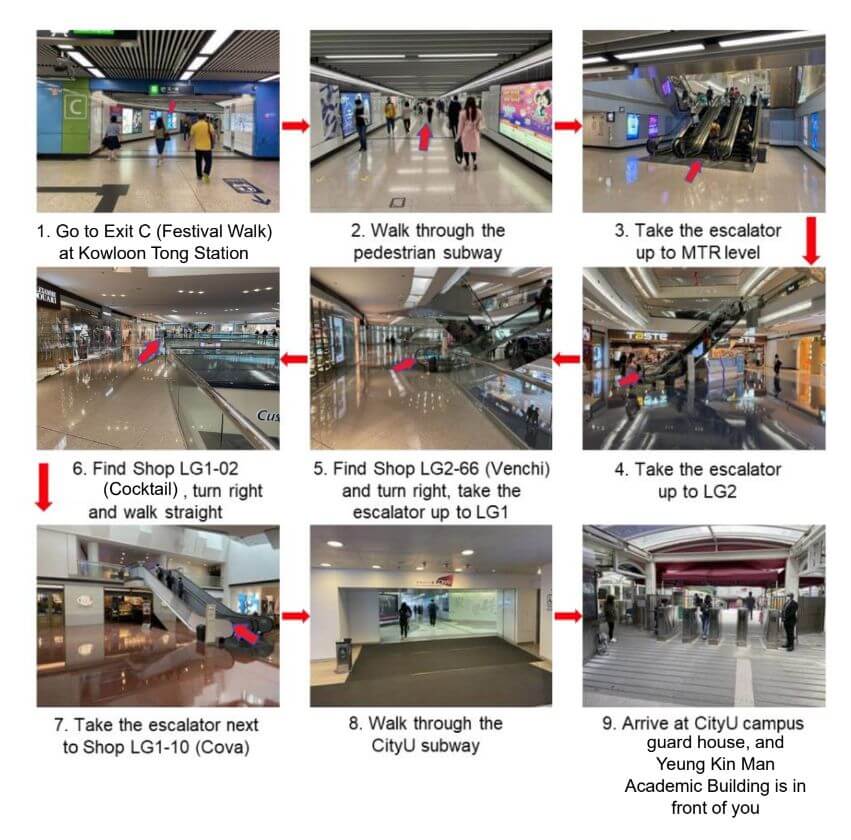 C
1. Go to Exit C (Festival Walk)
at Kowloon Tong Station
2. Walk through the
pedestrian subway
3. Take the escalator
up to MTR level
TASTE
4. Take the escalator
up to LG2
5. Find Shop LG2-66 (Venchi)
and turn right, take the
escalator up to LG1
Cus
6. Find Shop LG1-02
(Cocktail) , turn right
and walk straight
7. Take the escalator next
to Shop LG1-10 (Cova)
8. Walk through the
CityU subway
9. Arrive at CityU campus
guard house, and
Yeung Kin Man
Academic Building is in
front of you